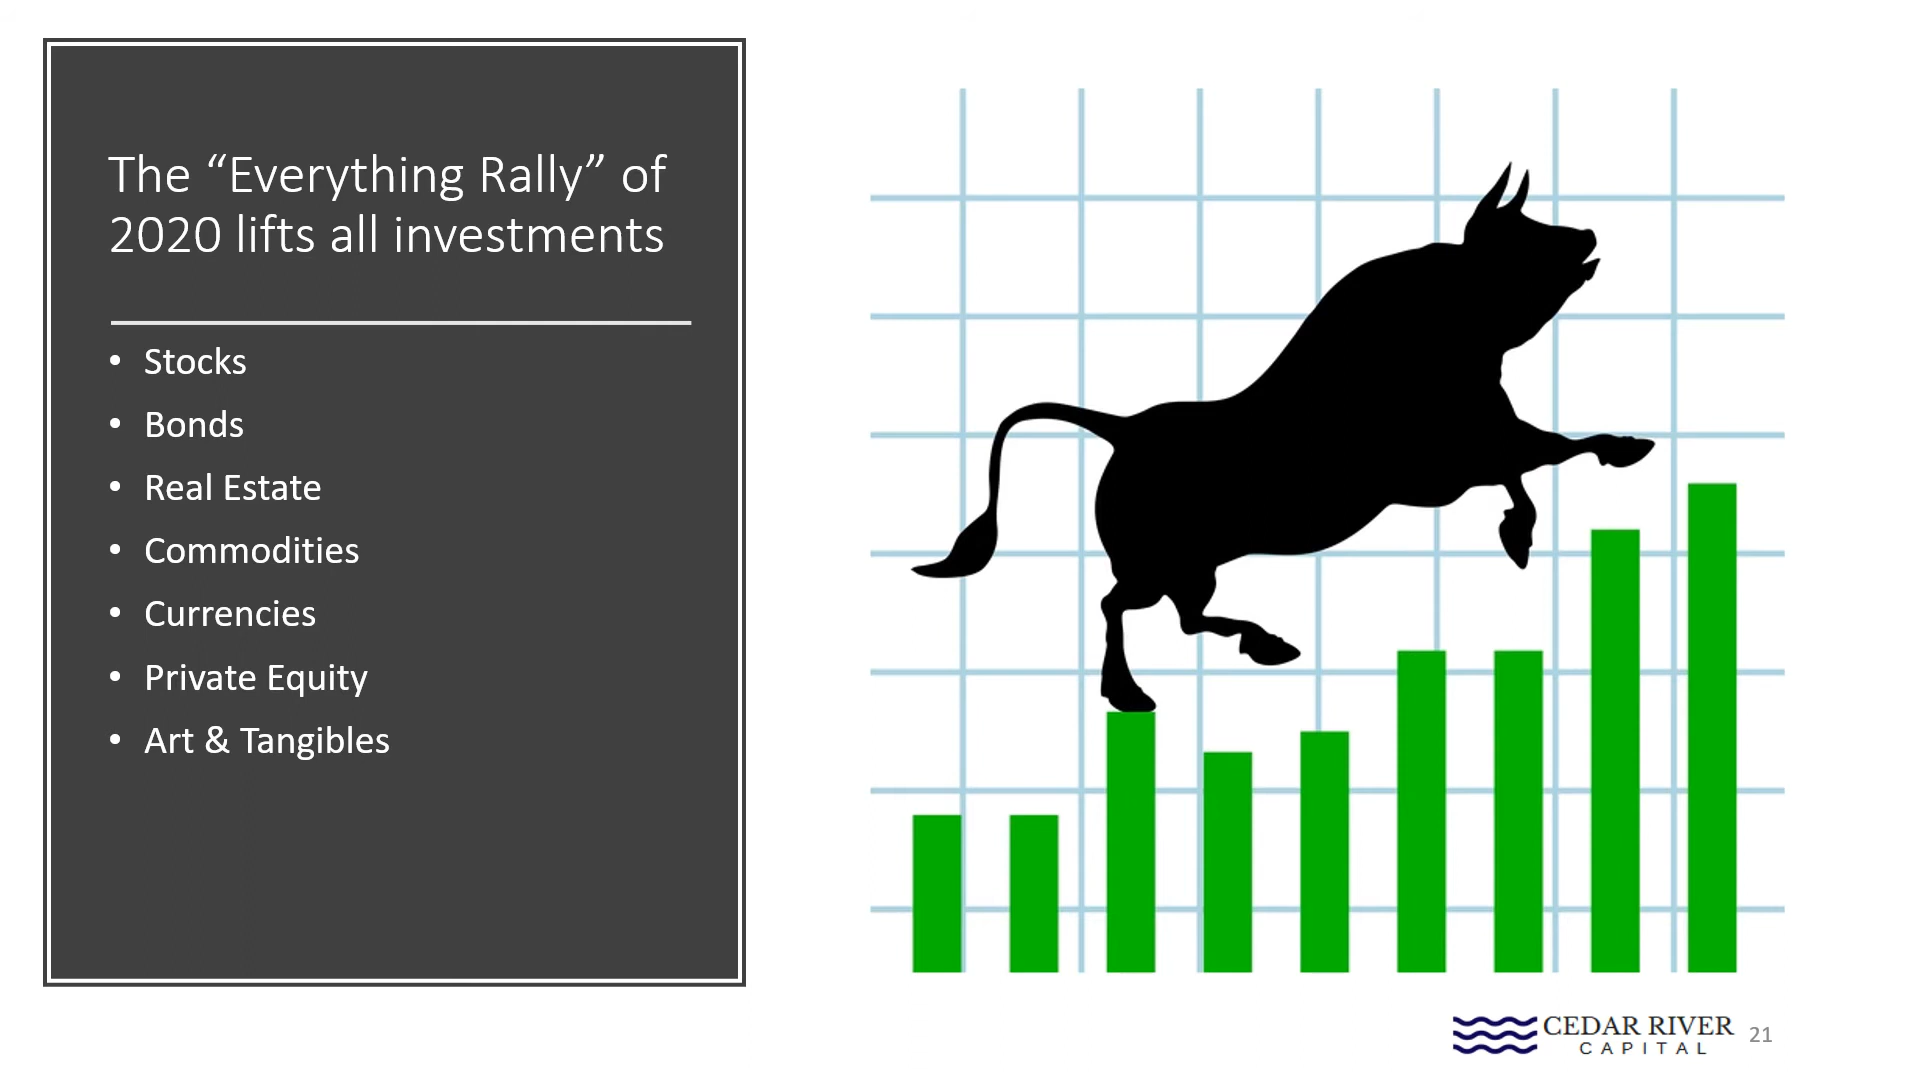 The “Everything Rally” of
2020 lifts all investments
• Stocks
• Bonds
• Real Estate
• Commodities
• Currencies
• Private Equity
• Art & Tangibles
CEDAR RIVER
CAPITAL
21